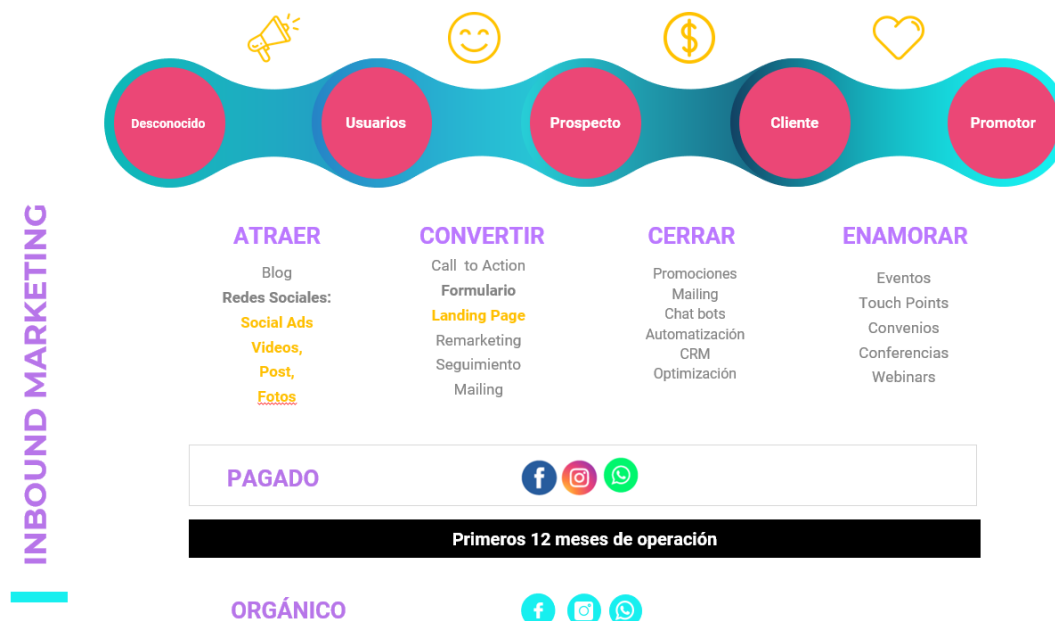 Desconocido
Usuarios
Prospecto
Cliente
Promotor
INBOUND MARKETING
ATRAER
Blog
Redes Sociales:
Social Ads
Videos,
Post,
Fotos
CONVERTIR
Call to Action
Formulario
Landing Page
Remarketing
Seguimiento
Mailing
CERRAR
Promociones
Mailing
Chat bots
Automatización
CRM
Optimización
ENAMORAR
Eventos
Touch Points
Convenios
Conferencias
Webinars
PAGADO
Primeros 12 meses de operación
ORGÁNICO